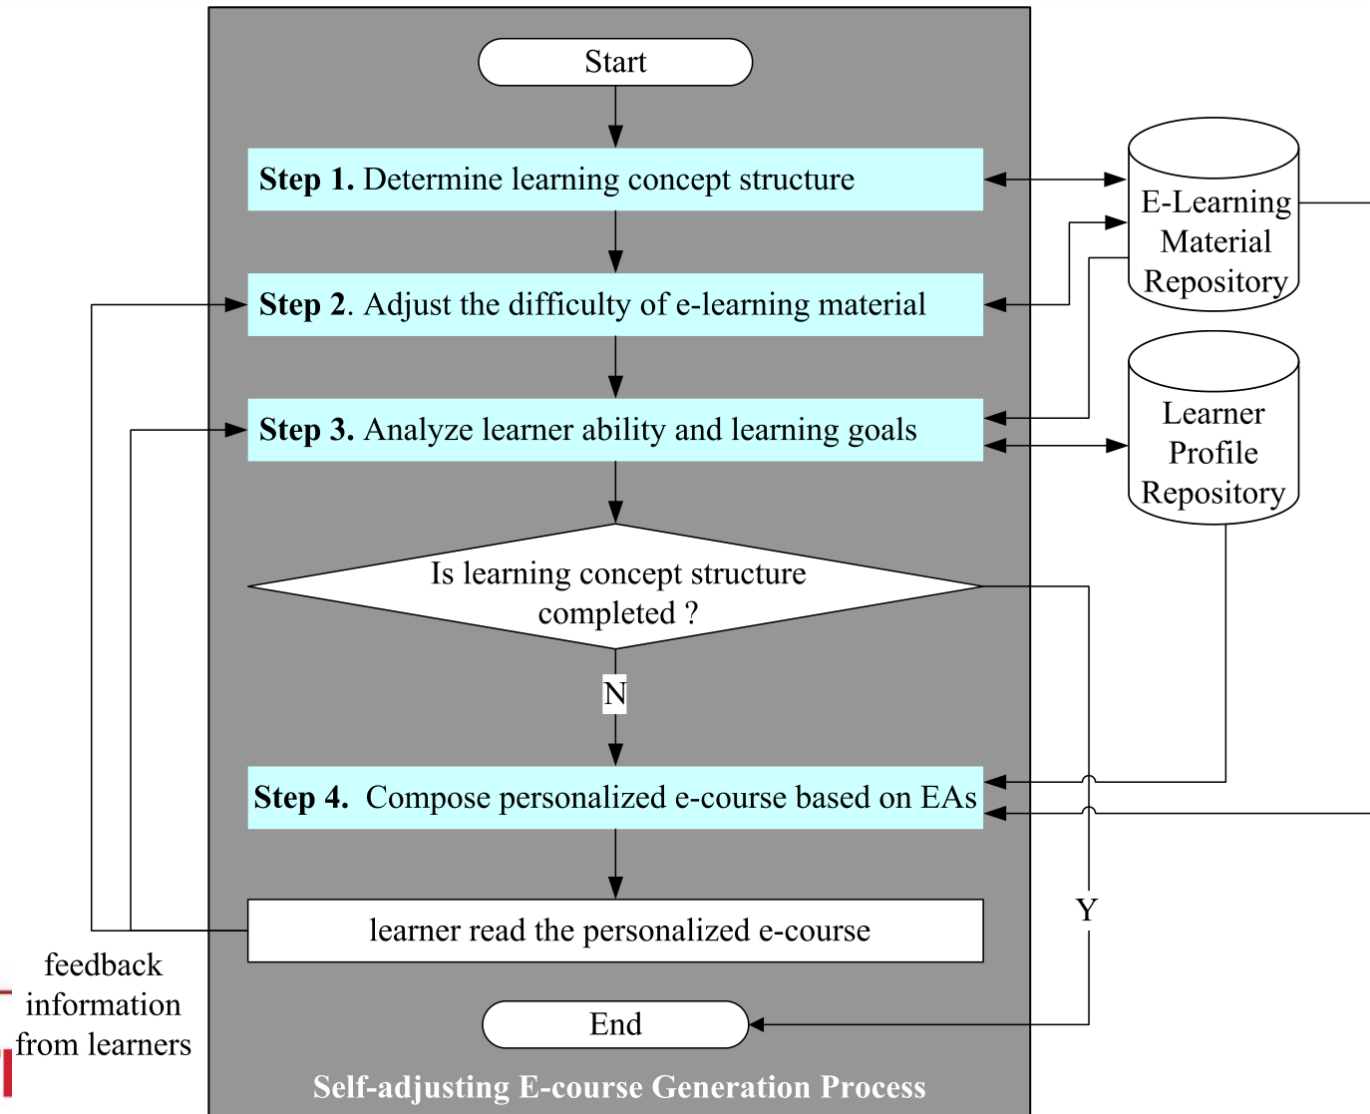 Start
Step 1. Determine learning concept structure
E-Learning
Material
Repository
Step 2. Adjust the difficulty of e-learning material
Step 3. Analyze learner ability and learning goals
Learner
Profile
Repository
Is learning concept structure
completed ?
N
Step 4. Compose personalized e-course based on EAs
Y
learner read the personalized e-course
feedback
information
from learners
End
Self-adjusting E-course Generation Process